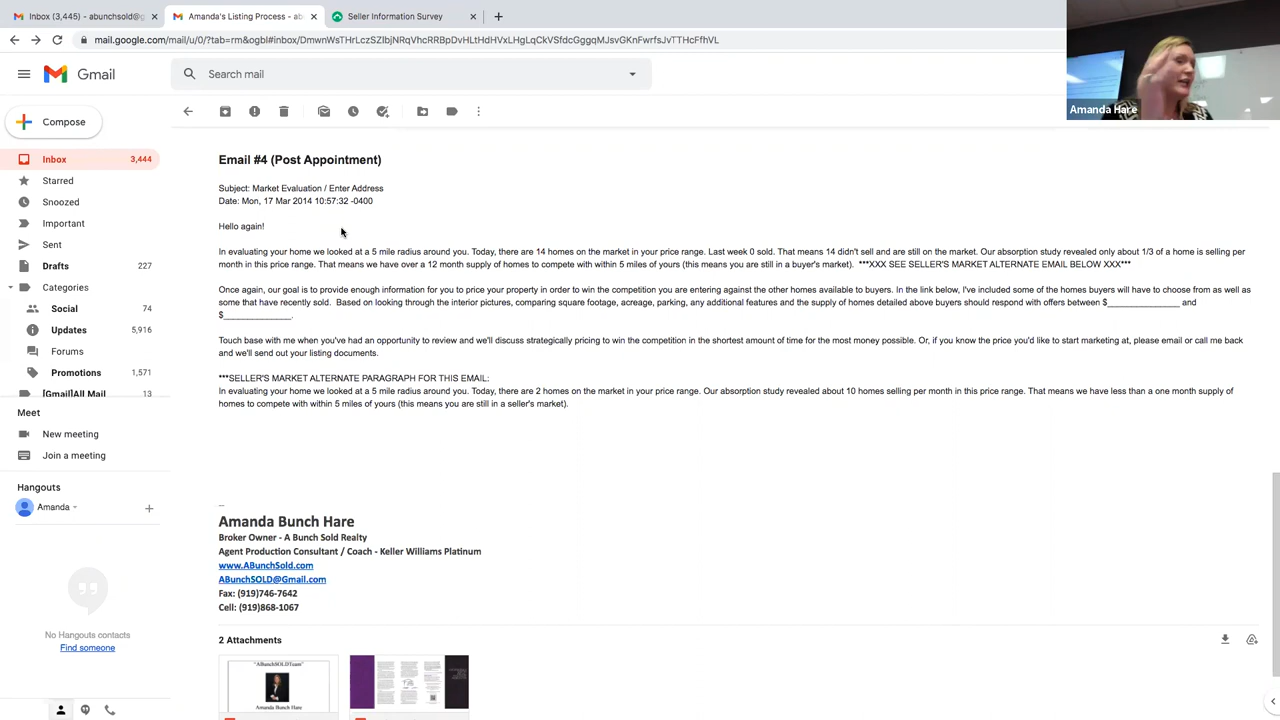 Inbox (3,445) - abunchsold@g
Amanda's Listing Process - ab
Seller Information Survey
mail.google.com/mail/u/0/?tab=rm&ogbl#inbox/DmwnWsTHrLczSZIbjNRqVhcRRBpDvHLtHdHVxLHgLqCkVSfdcGggqMJsvGKnFwrfsJvTTHcFfhVL
Gmail
Search mail
Amanda Hare
Compose
Inbox 3,444
Starred
Snoozed
Important
Sent
Drafts 227
Categories
Social 74
Updates 5,916
Forums
Promotions 1,571
[Gmail]All Mail 13
Meet
New meeting
Join a meeting
Hangouts
Amanda
No Hangouts contacts
Find someone
Email #4 (Post Appointment)
Subject: Market Evaluation / Enter Address
Date: Mon, 17 Mar 2014 10:57:32 -0400
Hello again!
In evaluating your home we looked at a 5 mile radius around you. Today, there are 14 homes on the market in your price range. Last week 0 sold. That means 14 didn't sell and are still on the market. Our absorption study revealed only about 1/3 of a home is selling per
month in this price range. That means we have over a 12 month supply of homes to compete with within 5 miles of yours (this means you are still in a buyer's market). ***XXX SEE SELLER'S MARKET ALTERNATE EMAIL BELOW XXX***
Once again, our goal is to provide enough information for you to price your property in order to win the competition you are entering against the other homes available to buyers. In the link below, I've included some of the homes buyers will have to choose from as well as
some that have recently sold. Based on looking through the interior pictures, comparing square footage, acreage, parking, any additional features and the supply of homes detailed above buyers should respond with offers between $______________ and
$_____________.
Touch base with me when you've had an opportunity to review and we'll discuss strategically pricing to win the competition in the shortest amount of time for the most money possible. Or, if you know the price you'd like to start marketing at, please email or call me back
and we'll send out your listing documents.
***SELLER'S MARKET ALTERNATE PARAGRAPH FOR THIS EMAIL:
In evaluating your home we looked at a 5 mile radius around you. Today, there are 2 homes on the market in your price range. Our absorption study revealed about 10 homes selling per month in this price range. That means we have less than a one month supply of
homes to compete with within 5 miles of yours (this means you are still in a seller's market).
--
Amanda Bunch Hare
Broker Owner - A Bunch Sold Realty
Agent Production Consultant / Coach - Keller Williams Platinum
www.ABunchSold.com
ABunchSOLD@Gmail.com
Fax: (919)746-7642
Cell: (919)868-1067
2 Attachments
"ABunchSOLDTeam"
Amanda Bunch Hare